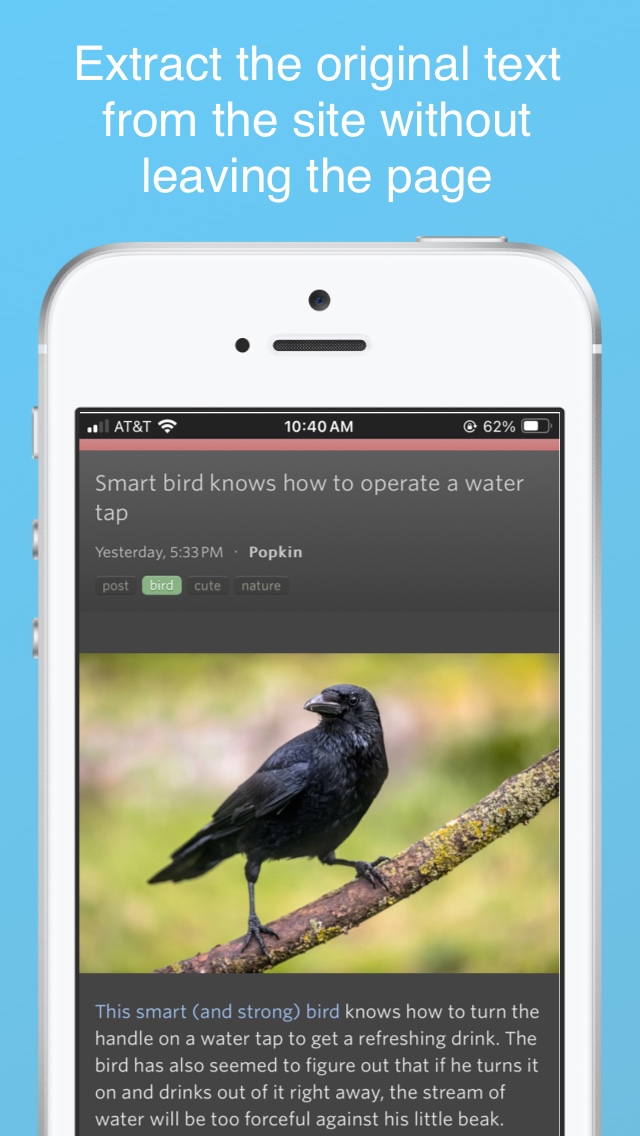 Extract the original text
from the site without
leaving the page
AT&T 10:40 AM 62%
Smart bird knows how to operate a water
tap
Yesterday, 5:33 PM · Popkin
post bird cute nature
This smart (and strong) bird knows how to turn the
handle on a water tap to get a refreshing drink. The
bird has also seemed to figure out that if he turns it
on and drinks out of it right away, the stream of
water will be too forceful against his little beak.